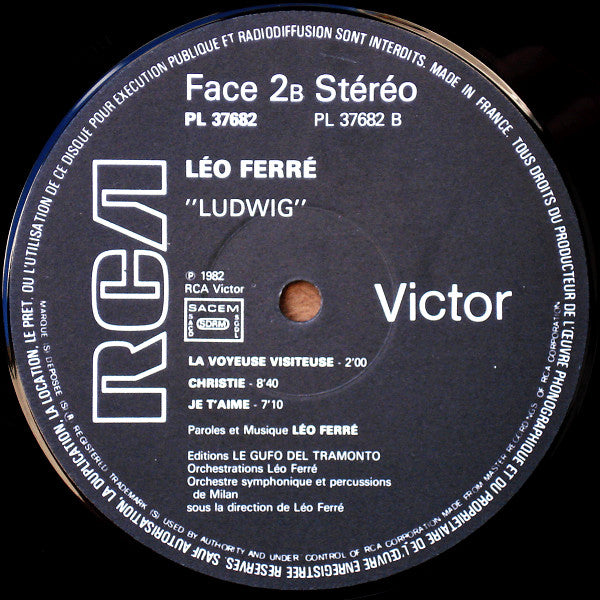 Face 2B Stéréo
PL 37682 PL 37682 B
LÉO FERRÉ
"LUDWIG"
℗ 1982
RCA Victor
SACEM
SACD SDRM SGDL
RCA
Victor
LA VOYEUSE VISITEUSE - 2'00
CHRISTIE - 8'40
JE T'AIME - 7'10
Paroles et Musique LÉO FERRÉ
Editions LE GUFO DEL TRAMONTO
Orchestrations Léo Ferré
Orchestre symphonique et percussions
de Milan
sous la direction de Léo Ferré
MADE IN FRANCE. TOUS DROITS DU PRODUCTEUR DE L'ŒUVRE PHONOGRAPHIQUE ET DU PROPRIETAIRE DE L'ŒUVRE ENREGISTREE RESERVES. SAUF AUTORISATION, LA DUPLICATION, LA LOCATION, LE PRET, OU L'UTILISATION DE CE DISQUE POUR EXECUTION PUBLIQUE ET RADIODIFFUSION SONT INTERDITS.
MARQUE (S) DEPOSEE (S) ®. REGISTERED TRADEMARK (S) USED BY AUTHORITY AND UNDER CONTROL OF RCA CORPORATION. MADE FROM MASTER RECORDINGS OF RCA CORPORATION